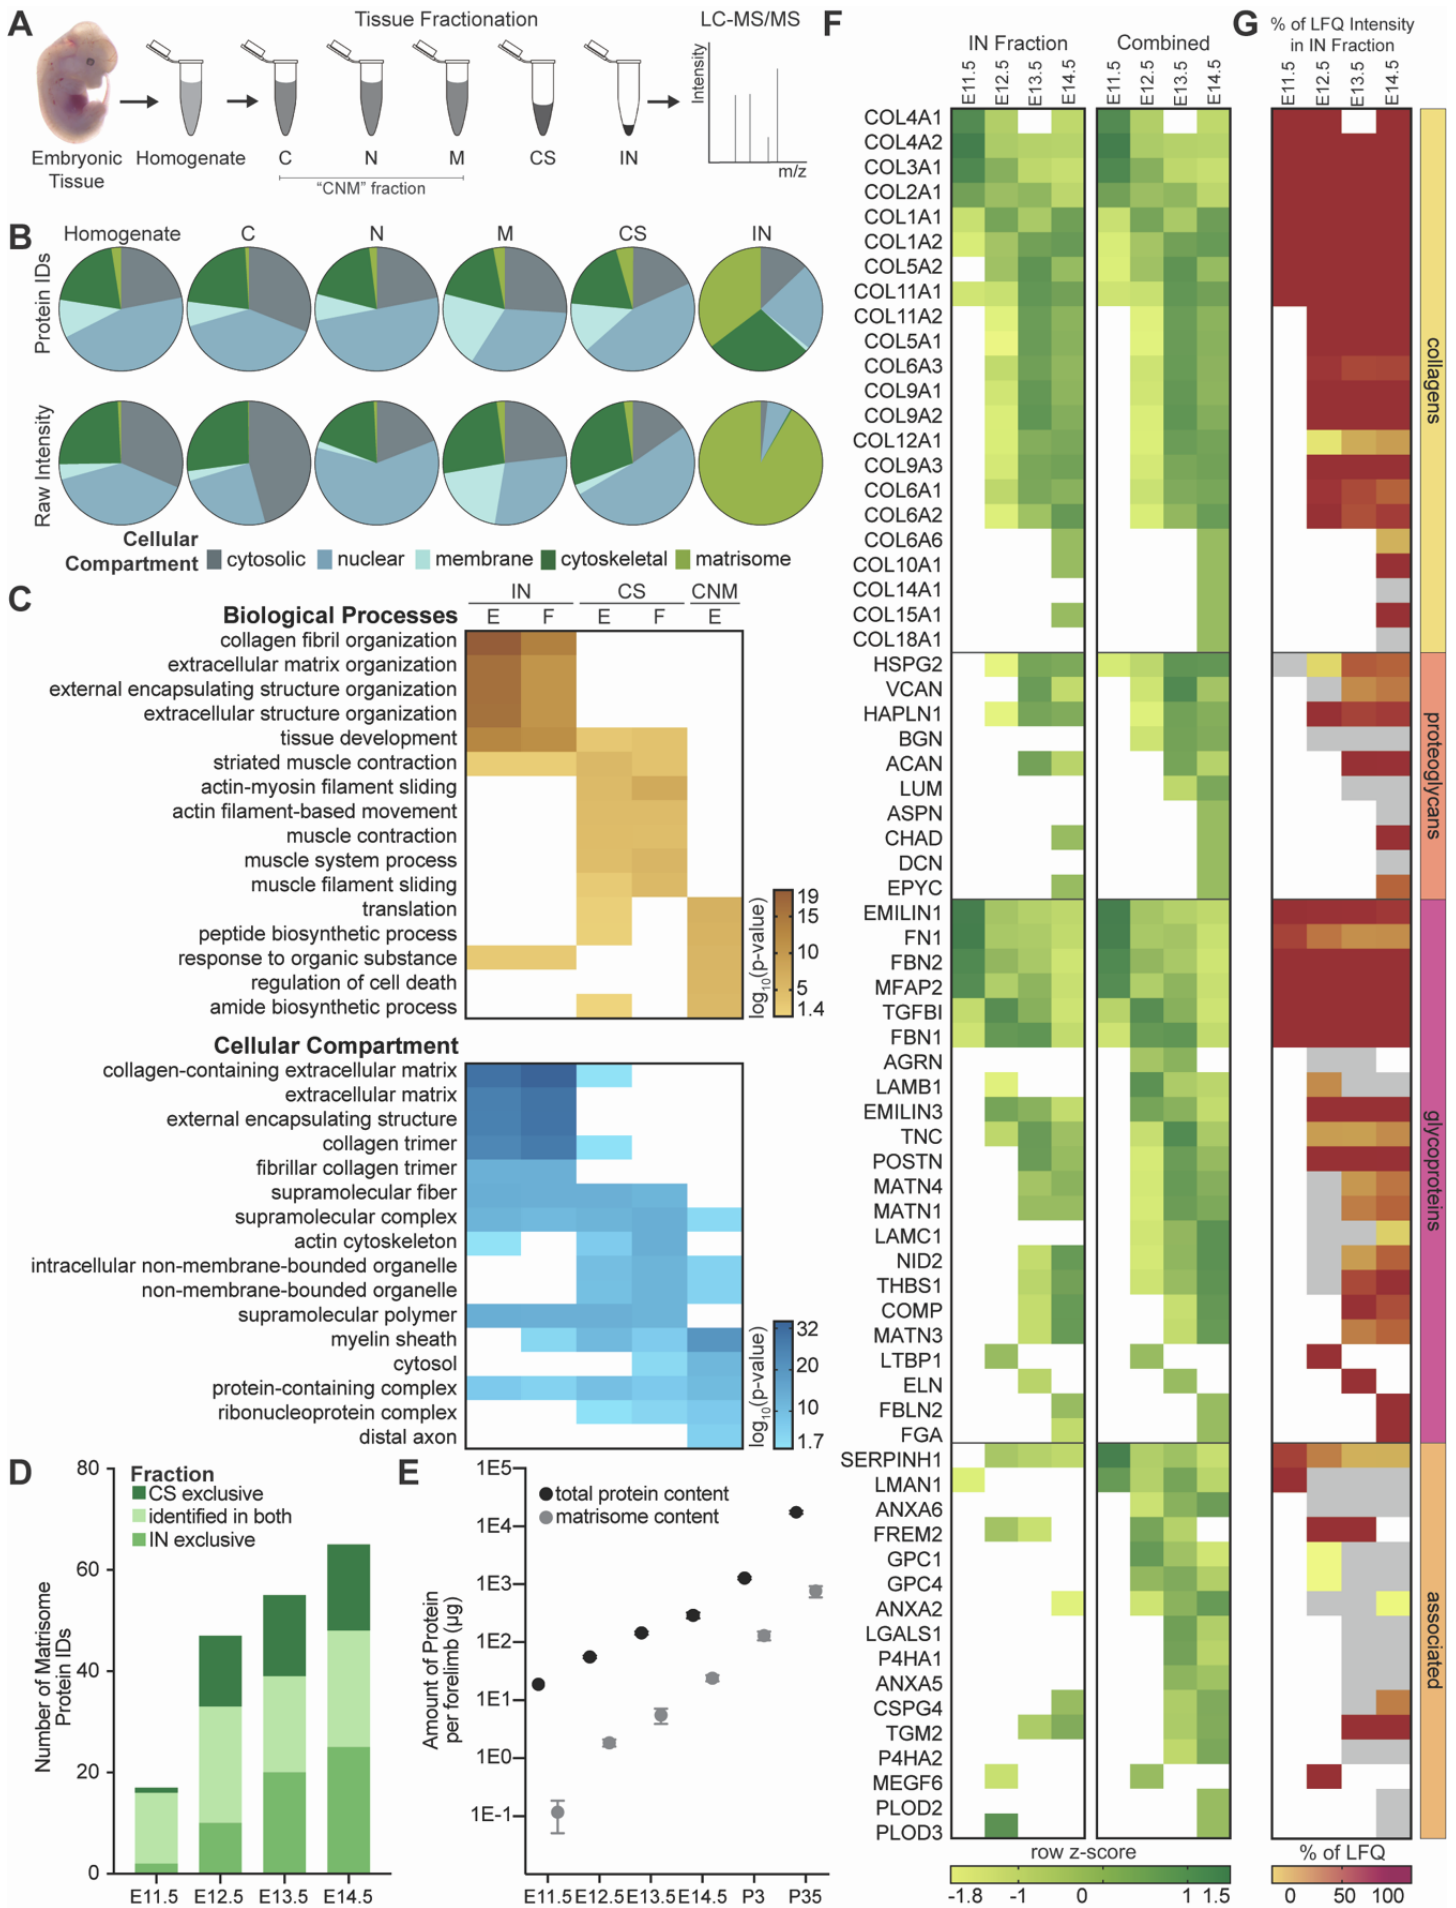 A
Tissue Fractionation
LC-MS/MS
Embryonic
Tissue
Homogenate
C
N
M
CS
IN
"CNM" fraction
Intensity
m/z
B
Homogenate
C
N
M
CS
IN
Protein IDs
Raw Intensity
Cellular
Compartment
cytosolic
nuclear
membrane
cytoskeletal
matrisome
C
IN
CS
CNM
Biological Processes
E
F
E
F
E
collagen fibril organization
extracellular matrix organization
external encapsulating structure organization
extracellular structure organization
tissue development
striated muscle contraction
actin-myosin filament sliding
actin filament-based movement
muscle contraction
muscle system process
muscle filament sliding
translation
peptide biosynthetic process
response to organic substance
regulation of cell death
amide biosynthetic process
log10(p-value)
19
15
10
5
1.4
Cellular Compartment
collagen-containing extracellular matrix
extracellular matrix
external encapsulating structure
collagen trimer
fibrillar collagen trimer
supramolecular fiber
supramolecular complex
actin cytoskeleton
intracellular non-membrane-bounded organelle
non-membrane-bounded organelle
supramolecular polymer
myelin sheath
cytosol
protein-containing complex
ribonucleoprotein complex
distal axon
log10(p-value)
32
20
10
1.7
D
Number of Matrisome
Protein IDs
80
60
40
20
0
Fraction
CS exclusive
identified in both
IN exclusive
E11.5
E12.5
E13.5
E14.5
E
Amount of Protein
per forelimb (µg)
1E5
1E4
1E3
1E2
1E1
1E0
1E-1
total protein content
matrisome content
E11.5
E12.5
E13.5
E14.5
P3
P35
F
IN Fraction
Combined
E11.5
E12.5
E13.5
E14.5
E11.5
E12.5
E13.5
E14.5
G
% of LFQ Intensity
in IN Fraction
E11.5
E12.5
E13.5
E14.5
COL4A1
COL4A2
COL3A1
COL2A1
COL1A1
COL1A2
COL5A2
COL11A1
COL11A2
COL5A1
COL6A3
COL9A1
COL9A2
COL12A1
COL9A3
COL6A1
COL6A2
COL6A6
COL10A1
COL14A1
COL15A1
COL18A1
collagens
HSPG2
VCAN
HAPLN1
BGN
ACAN
LUM
ASPN
CHAD
DCN
EPYC
proteoglycans
EMILIN1
FN1
FBN2
MFAP2
TGFBI
FBN1
AGRN
LAMB1
EMILIN3
TNC
POSTN
MATN4
MATN1
LAMC1
NID2
THBS1
COMP
MATN3
LTBP1
ELN
FBLN2
FGA
glycoproteins
SERPINH1
LMAN1
ANXA6
FREM2
GPC1
GPC4
ANXA2
LGALS1
P4HA1
ANXA5
CSPG4
TGM2
P4HA2
MEGF6
PLOD2
PLOD3
associated
row z-score
-1.8
-1
0
1
1.5
% of LFQ
0
50
100